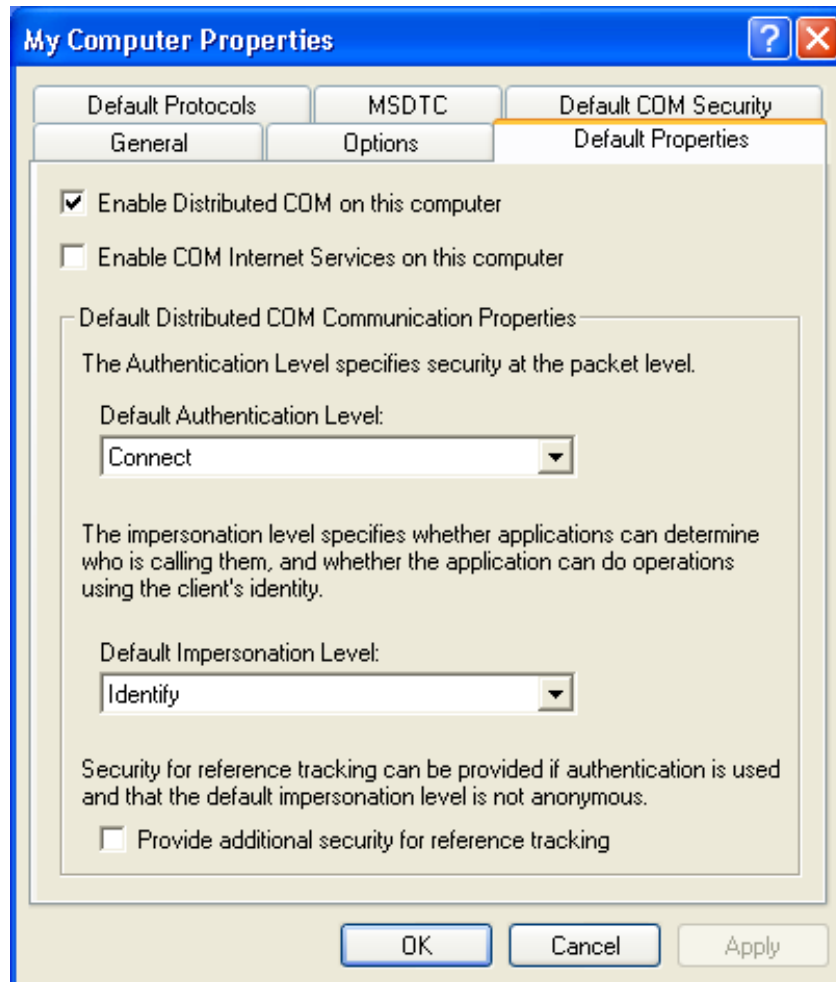 My Computer Properties
Default Protocols
MSDTC
Default COM Security
General
Options
Default Properties
Enable Distributed COM on this computer
Enable COM Internet Services on this computer
Default Distributed COM Communication Properties
The Authentication Level specifies security at the packet level.
Default Authentication Level:
Connect
The impersonation level specifies whether applications can determine
who is calling them, and whether the application can do operations
using the client's identity.
Default Impersonation Level:
Identify
Security for reference tracking can be provided if authentication is used
and that the default impersonation level is not anonymous.
Provide additional security for reference tracking
OK
Cancel
Apply